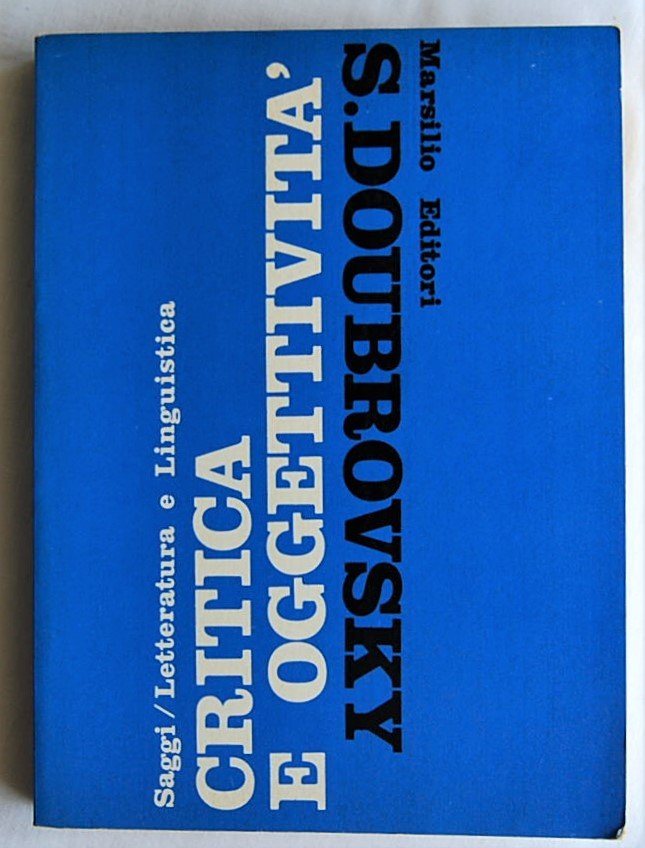 Saggi/Letteratura e Linguistica
CRITICA
E OGGETTIVITA'
S.DOUBROVSKY
Marsilio Editori